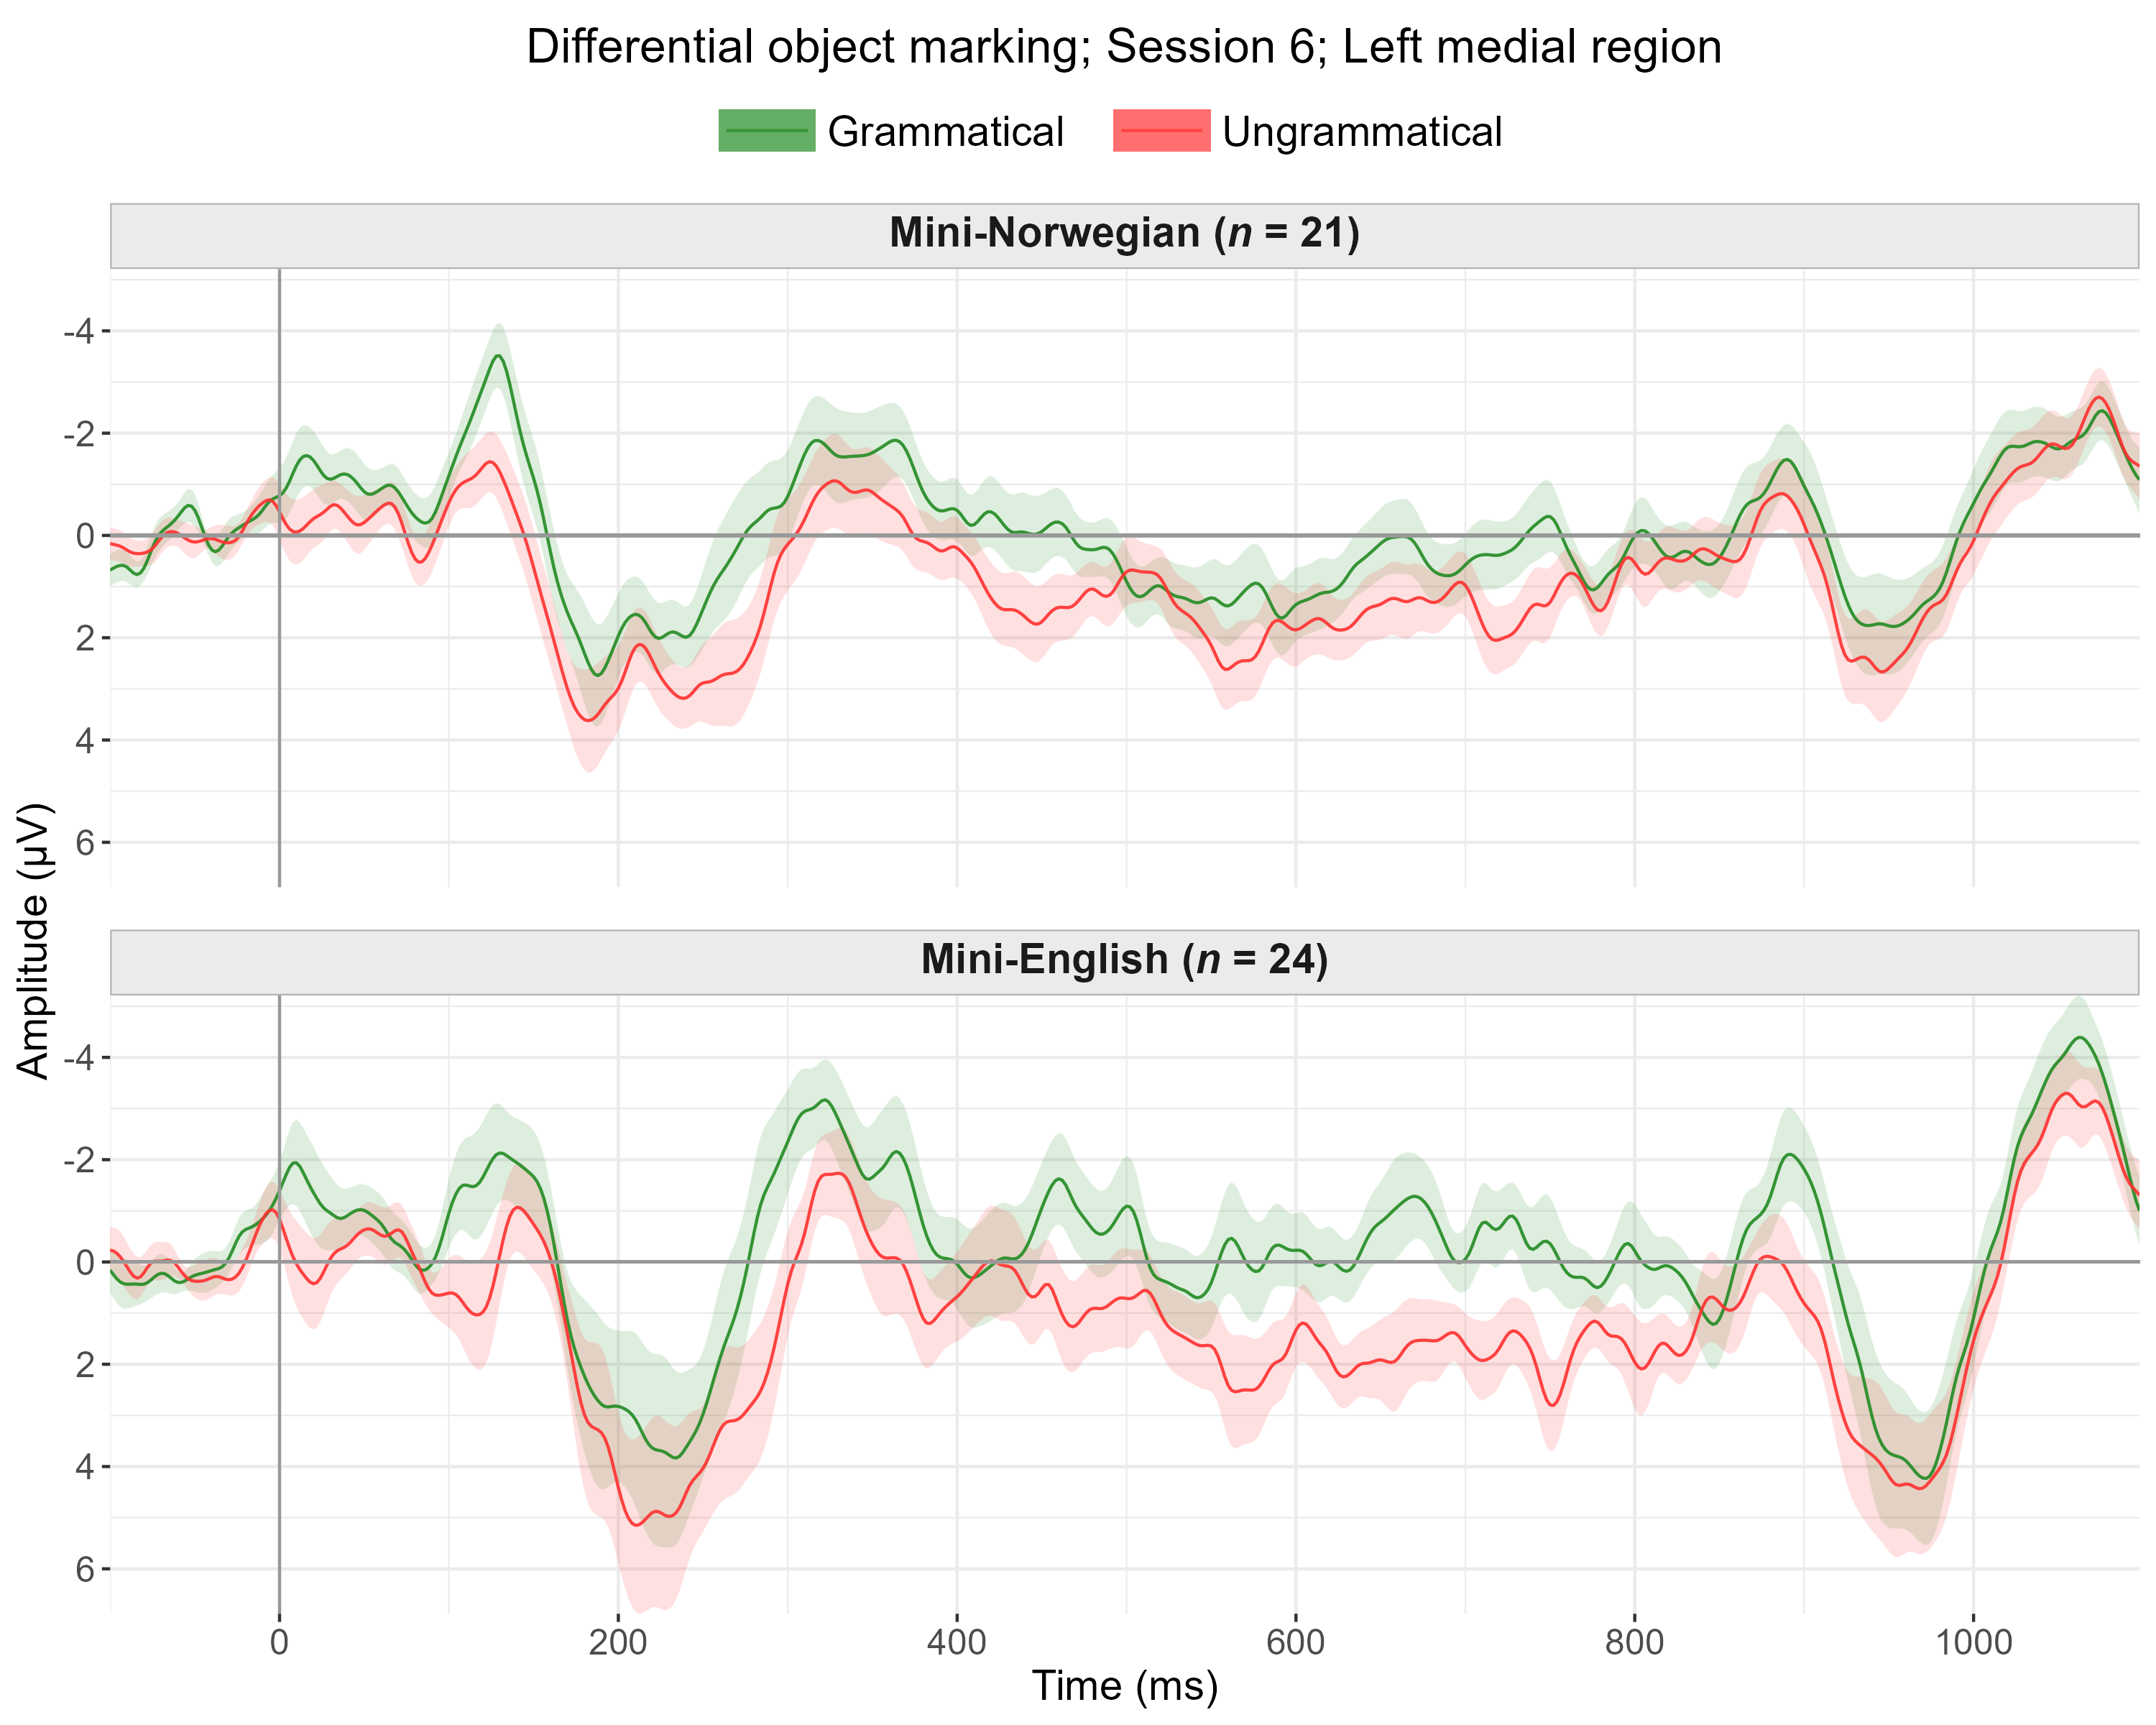 Differential object marking; Session 6; Left medial region
Grammatical Ungrammatical
Mini-Norwegian (n = 21)
-4
-2
0
2
4
6
Amplitude (µV)
Mini-English (n = 24)
-4
-2
0
2
4
6
0 200 400 600 800 1000
Time (ms)